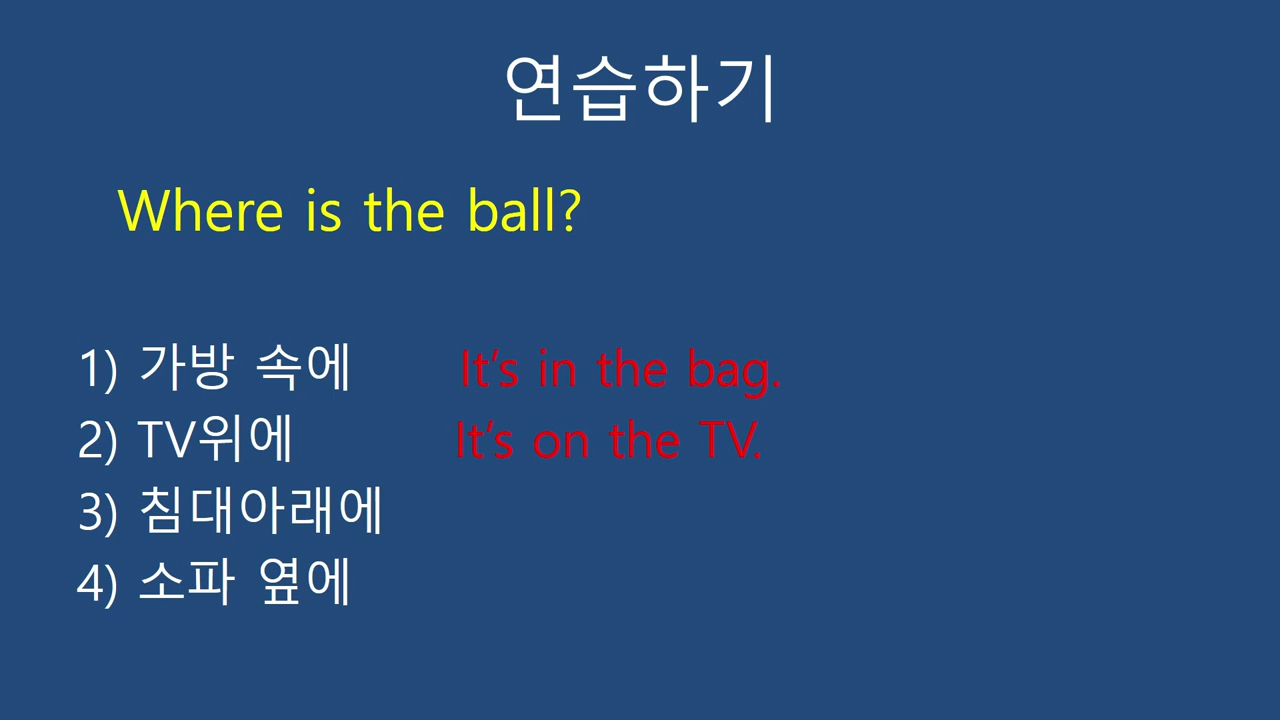 연습하기
Where is the ball?
1) 가방 속에 It's in the bag.
2) TV위에 It's on the TV.
3) 침대아래에
4) 소파 옆에